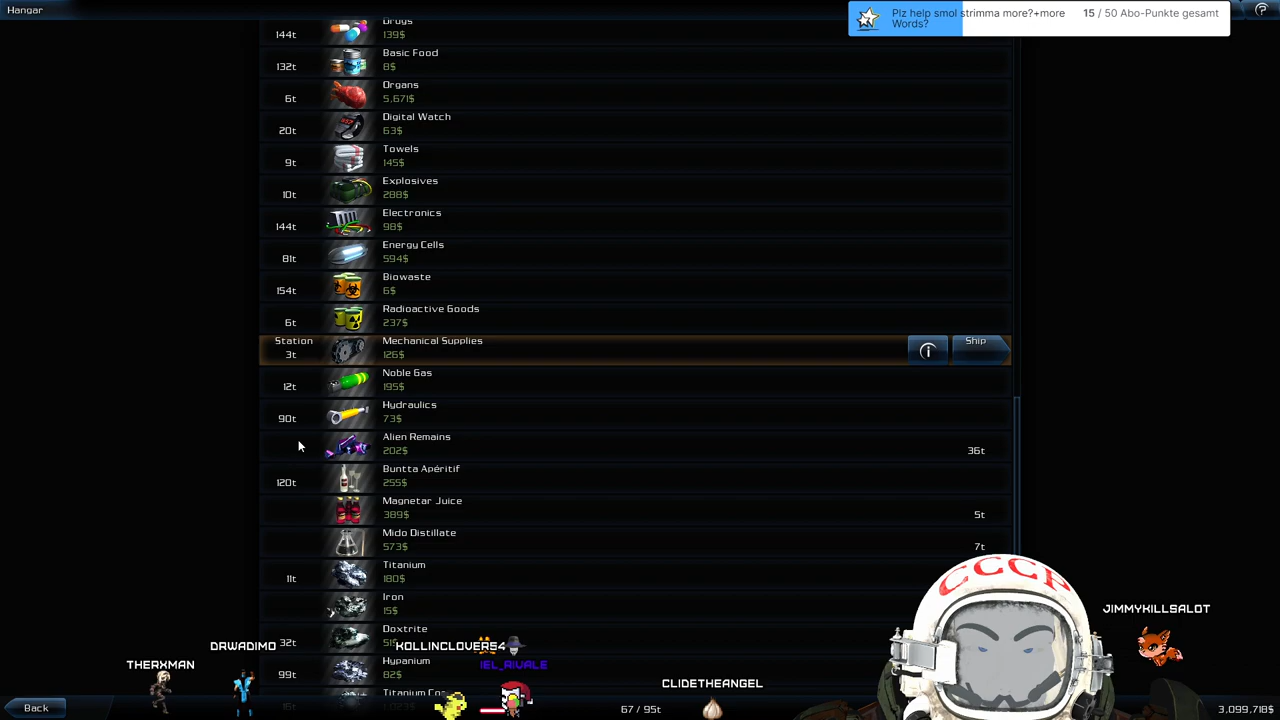 Hangar
Plz help smol strimma more?+more Words?
15 / 50 Abo-Punkte gesamt
Drugs
144t
139$
Basic Food
132t
8$
Organs
6t
5,671$
Digital Watch
20t
63$
Towels
9t
145$
Explosives
10t
288$
Electronics
144t
98$
Energy Cells
81t
594$
Biowaste
154t
6$
Radioactive Goods
6t
237$
Station
Mechanical Supplies
Ship
3t
126$
Noble Gas
12t
195$
Hydraulics
90t
73$
Alien Remains
202$
36t
Buntta Apéritif
120t
255$
Magnetar Juice
389$
5t
Mido Distillate
573$
7t
Titanium
11t
180$
Iron
15$
Doxtrite
32t
Hypanium
99t
82$
CCCP
JIMMYKILLSALOT
DRWADIMO
KOLLINCLOVER54
THERXMAN
IEL_RIVALE
CLIDETHEANGEL
Back
67 / 95t
3,099,718$